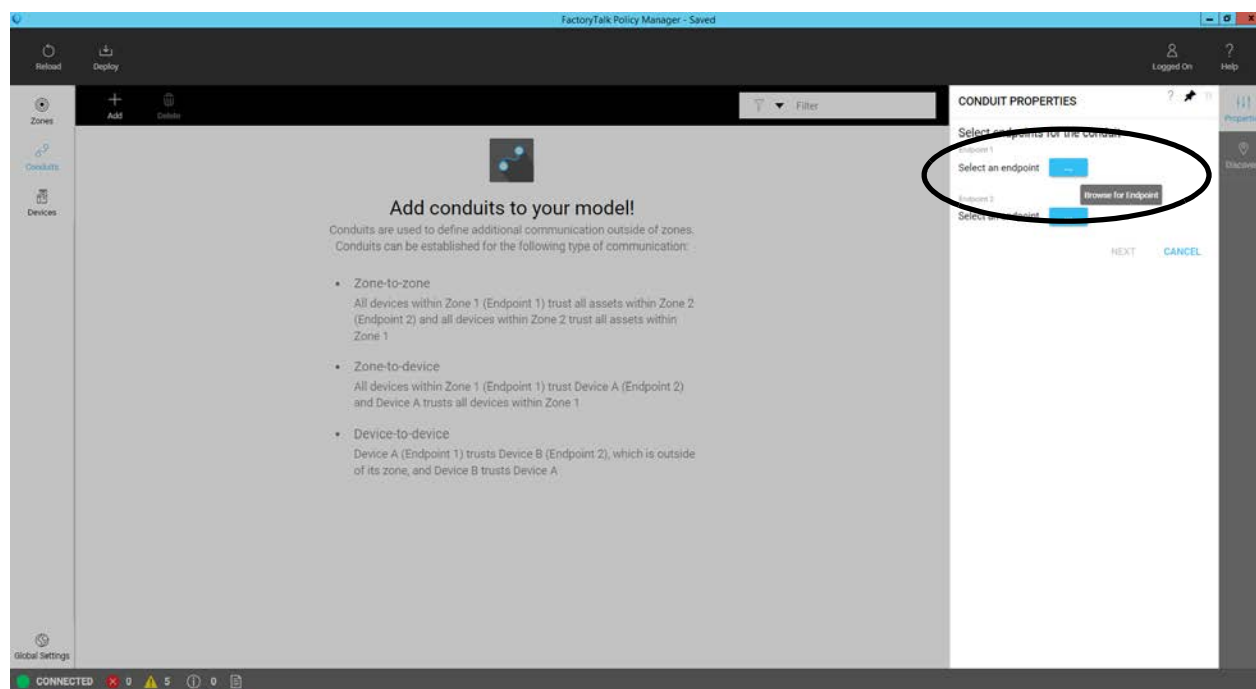 FactoryTalk Policy Manager - Saved
Reload
Deploy
Logged On
Help
Zones
Conduits
Devices
Global Settings
Add
Delete
Filter
Add conduits to your model!
Conduits are used to define additional communication outside of zones.
Conduits can be established for the following type of communication:
• Zone-to-zone
All devices within Zone 1 (Endpoint 1) trust all assets within Zone 2
(Endpoint 2) and all devices within Zone 2 trust all assets within
Zone 1
• Zone-to-device
All devices within Zone 1 (Endpoint 1) trust Device A (Endpoint 2)
and Device A trusts all devices within Zone 1
• Device-to-device
Device A (Endpoint 1) trusts Device B (Endpoint 2), which is outside
of its zone, and Device B trusts Device A
CONDUIT PROPERTIES
?
Select endpoints for the conduit
Endpoint 1
Select an endpoint ...
Browse for Endpoint
Endpoint 2
Select an endpoint
NEXT CANCEL
CONNECTED 0 5 0